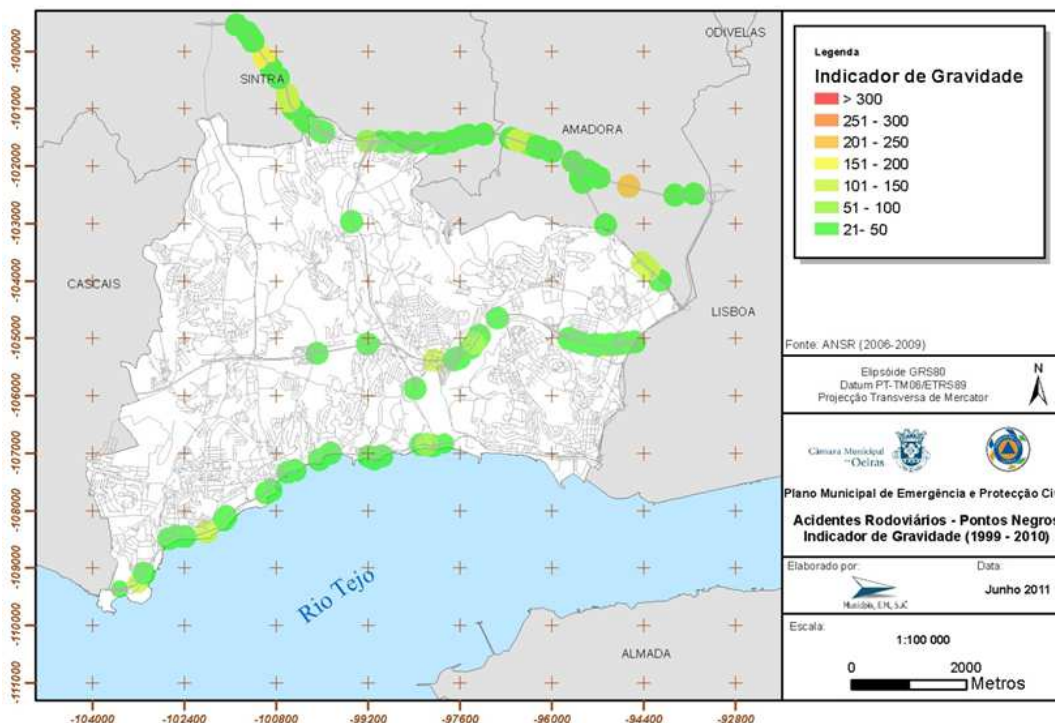 ODIVELAS
SINTRA
AMADORA
CASCAIS
LISBOA
Rio Tejo
ALMADA
-100000
-101000
-102000
-103000
-104000
-105000
-106000
-107000
-108000
-109000
-110000
-111000
-104000
-102400
-100800
-99200
-97600
-96000
-94400
-92800
Legenda
Indicador de Gravidade
> 300
251 - 300
201 - 250
151 - 200
101 - 150
51 - 100
21- 50
Fonte: ANSR (2006-2009)
Elipsóide GRS80
Datum PT-TM06/ETRS89
Projecção Transversa de Mercator
N
Câmara Municipal
de Oeiras
Plano Municipal de Emergência e Protecção Civ
Acidentes Rodoviários - Pontos Negros
Indicador de Gravidade (1999 - 2010)
Elaborado por:
Data:
Junho 2011
Escala:
1:100 000
0 2000
Metros